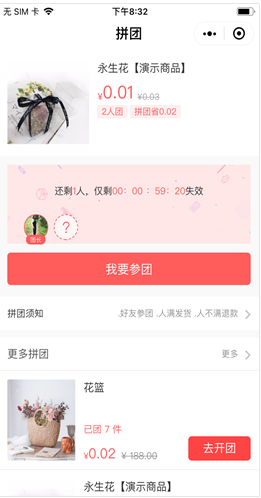 无 SIM 卡 下午8:32
拼团
永生花【演示商品】
¥0.01 ¥0.03
2人团 拼团省0.02
还剩1人，仅剩00：00：59：20失效
团长 ?
我要参团
拼团须知 .好友参团 .人满发货 .人不满退款
更多拼团 更多
花篮
已团 7 件
¥0.02 ¥188.00 去开团
永生花【演示商品】